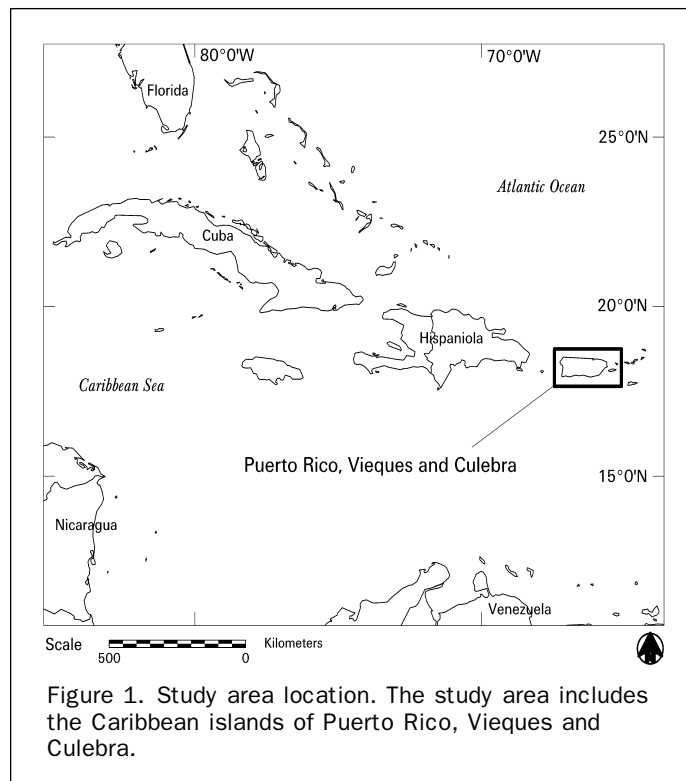 80°0'W 70°0'W
Florida
25°0'N
Atlantic Ocean
Cuba
20°0'N
Hispaniola
Caribbean Sea
Puerto Rico, Vieques and Culebra
15°0'N
Nicaragua
Venezuela
Scale Kilometers
500 0
Figure 1. Study area location. The study area includes
the Caribbean islands of Puerto Rico, Vieques and
Culebra.